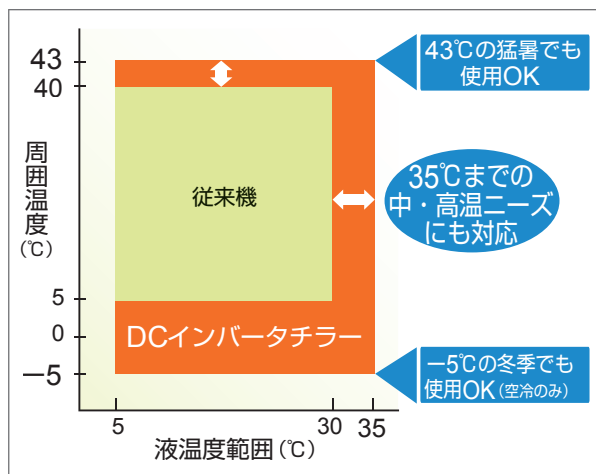 43
40
周囲温度
(℃)
5
0
－5
従来機
DCインバータチラー
5
30
35
液温度範囲(℃)
43℃の猛暑でも
使用OK
35℃までの
中・高温ニーズ
にも対応
－5℃の冬季でも
使用OK(空冷のみ)